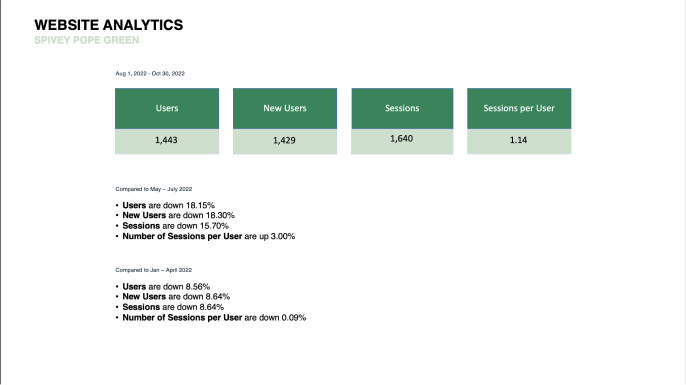 WEBSITE ANALYTICS
SPIVEY POPE GREEN
Aug 1, 2022 - Oct 30, 2022
Users
New Users
Sessions
Sessions per User
1,443
1,429
1,640
1.14
Compared to May – July 2022
• Users are down 18.15%
• New Users are down 18.30%
• Sessions are down 15.70%
• Number of Sessions per User are up 3.00%
Compared to Jan – April 2022
• Users are down 8.56%
• New Users are down 8.64%
• Sessions are down 8.64%
• Number of Sessions per User are down 0.09%